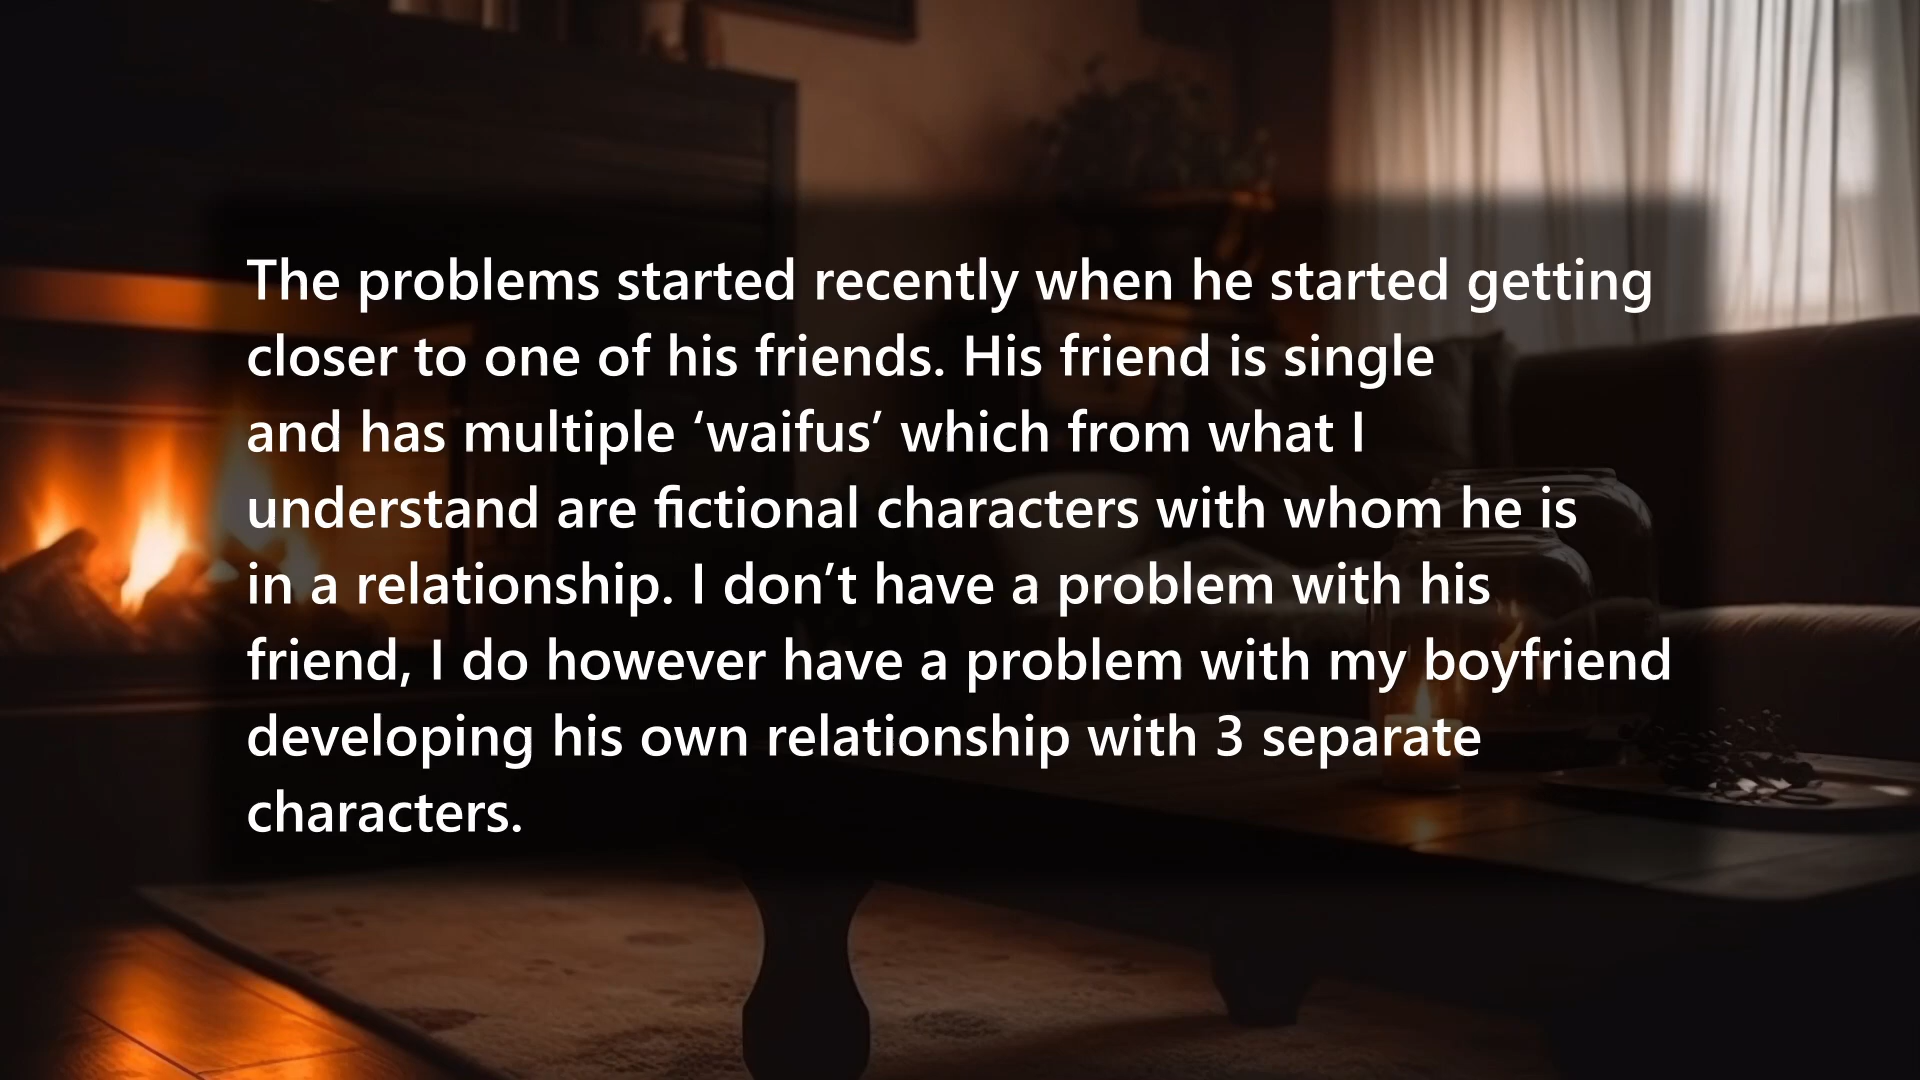 The problems started recently when he started getting
closer to one of his friends. His friend is single
and has multiple ‘waifus’ which from what I
understand are fictional characters with whom he is
in a relationship. I don’t have a problem with his
friend, I do however have a problem with my boyfriend
developing his own relationship with 3 separate
characters.